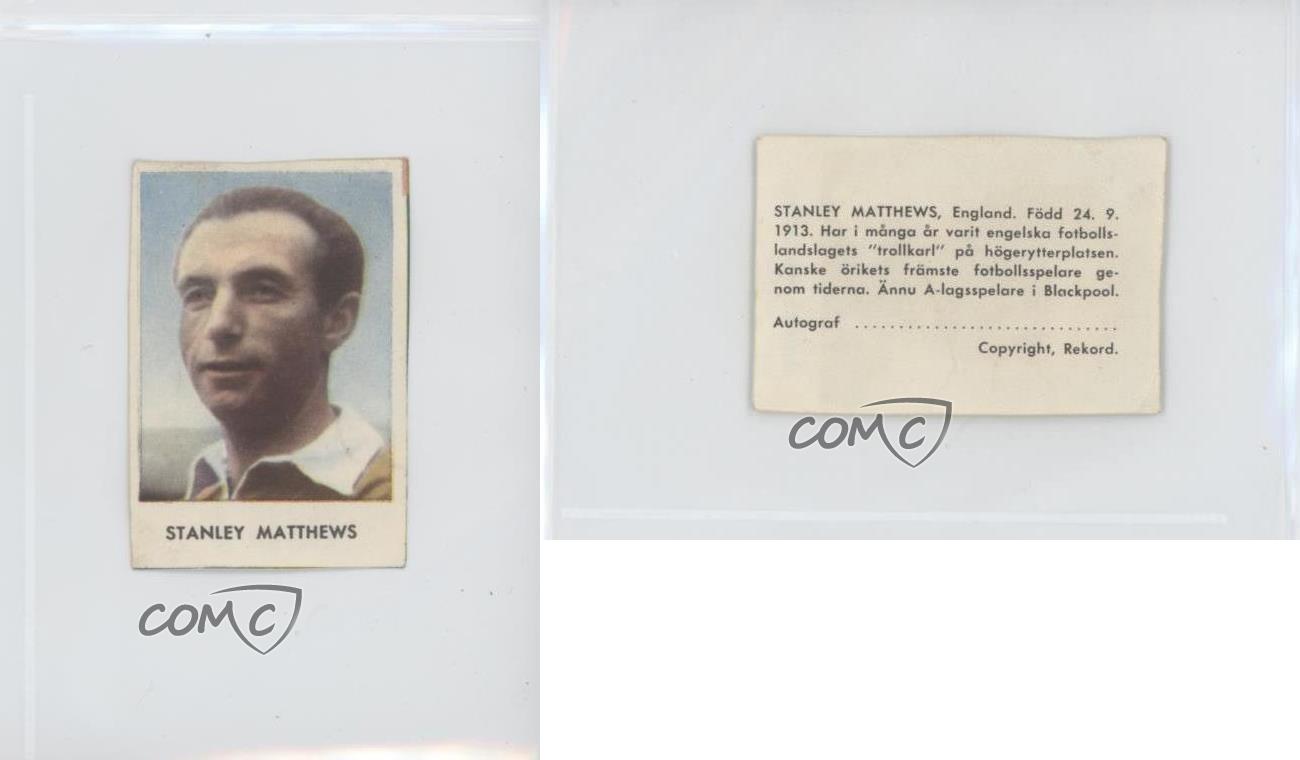 STANLEY MATTHEWS
COMC
STANLEY MATTHEWS, England. Född 24. 9.
1913. Har i många år varit engelska fotbolls-
landslagets "trollkarl" på högerytterplatsen.
Kanske örikets främste fotbollsspelare ge-
nom tiderna. Ännu A-lagsspelare i Blackpool.
Autograf ..............................
Copyright, Rekord.
COMC